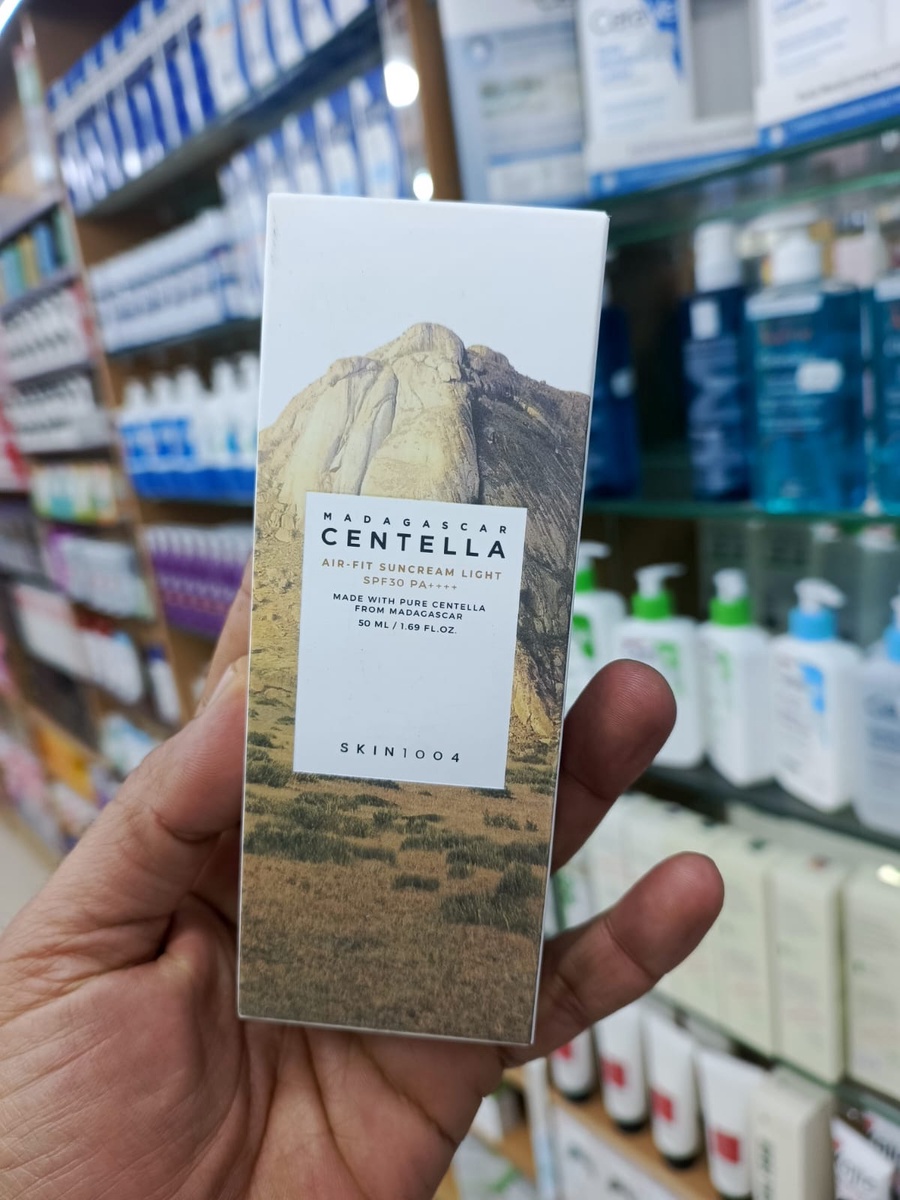 MADAGASCAR
CENTELLA
AIR-FIT SUNCREAM LIGHT
SPF30 PA++++
MADE WITH PURE CENTELLA
FROM MADAGASCAR
50 ML / 1.69 FL.OZ.
SKIN1004
CeraVe